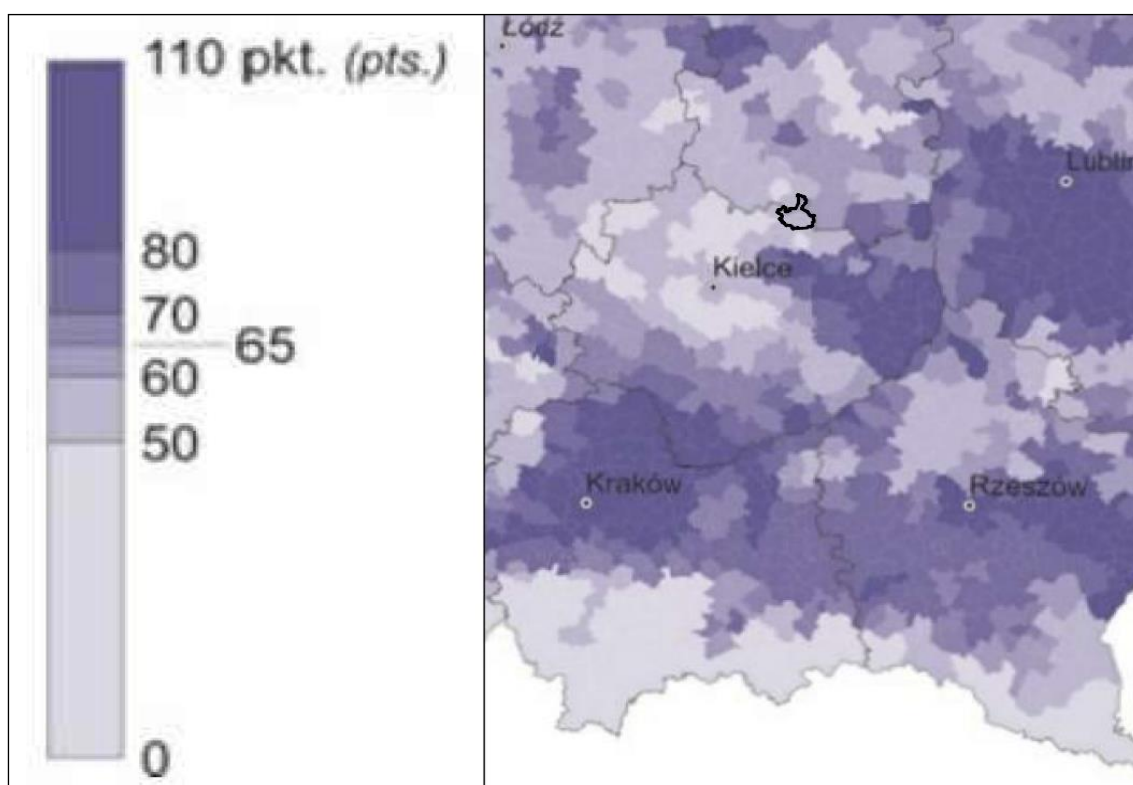 110 pkt. (pts.)
80
70
65
60
50
0
Łódź
Lublin
Kielce
Kraków
Rzeszów